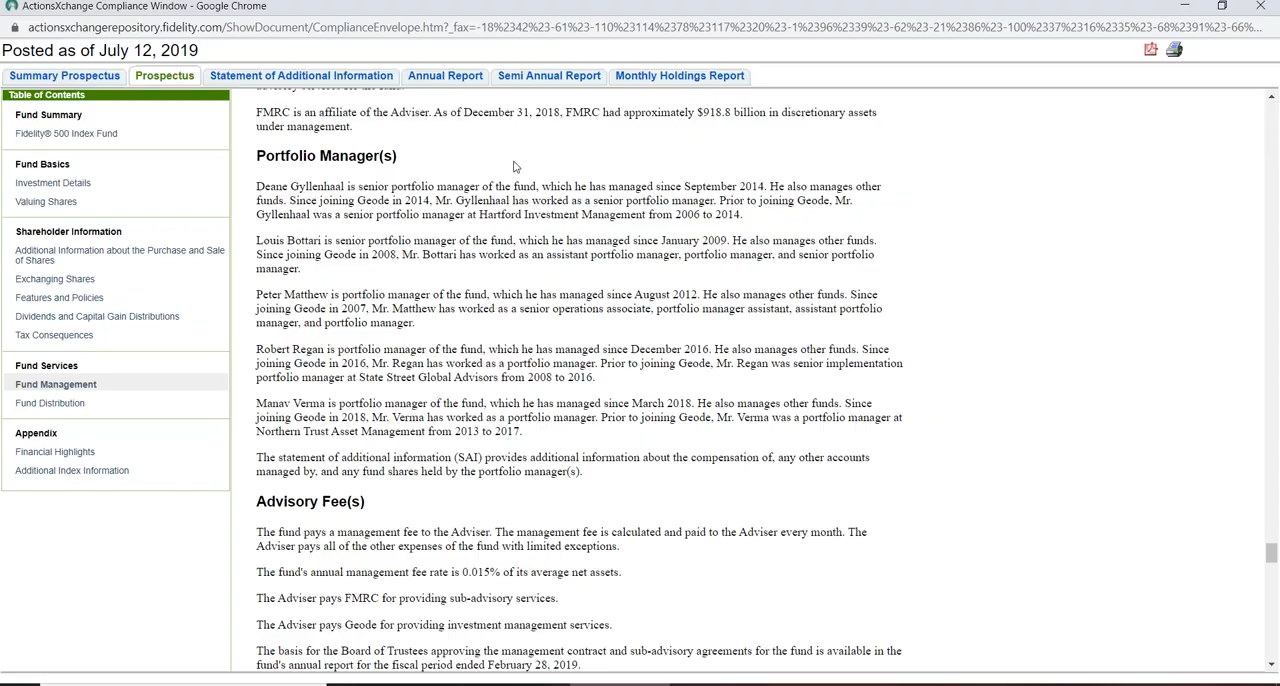 ActionsXchange Compliance Window - Google Chrome
actionsxchangerepository.fidelity.com/ShowDocument/ComplianceEnvelope.htm?_fax=-18%2342%23-61%23-110%23114%2378%23117%2320%23-1%2396%2339%23-62%23-21%2386%23-100%2337%2316%2335%23-68%2391%23-66%...
Posted as of July 12, 2019
Summary Prospectus Prospectus Statement of Additional Information Annual Report Semi Annual Report Monthly Holdings Report
Table of Contents
Fund Summary
Fidelity® 500 Index Fund
Fund Basics
Investment Details
Valuing Shares
Shareholder Information
Additional Information about the Purchase and Sale
of Shares
Exchanging Shares
Features and Policies
Dividends and Capital Gain Distributions
Tax Consequences
Fund Services
Fund Management
Fund Distribution
Appendix
Financial Highlights
Additional Index Information
FMRC is an affiliate of the Adviser. As of December 31, 2018, FMRC had approximately $918.8 billion in discretionary assets
under management.
Portfolio Manager(s)
Deane Gyllenhaal is senior portfolio manager of the fund, which he has managed since September 2014. He also manages other
funds. Since joining Geode in 2014, Mr. Gyllenhaal has worked as a senior portfolio manager. Prior to joining Geode, Mr.
Gyllenhaal was a senior portfolio manager at Hartford Investment Management from 2006 to 2014.
Louis Bottari is senior portfolio manager of the fund, which he has managed since January 2009. He also manages other funds.
Since joining Geode in 2008, Mr. Bottari has worked as an assistant portfolio manager, portfolio manager, and senior portfolio
manager.
Peter Matthew is portfolio manager of the fund, which he has managed since August 2012. He also manages other funds. Since
joining Geode in 2007, Mr. Matthew has worked as a senior operations associate, portfolio manager assistant, assistant portfolio
manager, and portfolio manager.
Robert Regan is portfolio manager of the fund, which he has managed since December 2016. He also manages other funds. Since
joining Geode in 2016, Mr. Regan has worked as a portfolio manager. Prior to joining Geode, Mr. Regan was senior implementation
portfolio manager at State Street Global Advisors from 2008 to 2016.
Manav Verma is portfolio manager of the fund, which he has managed since March 2018. He also manages other funds. Since
joining Geode in 2018, Mr. Verma has worked as a portfolio manager. Prior to joining Geode, Mr. Verma was a portfolio manager at
Northern Trust Asset Management from 2013 to 2017.
The statement of additional information (SAI) provides additional information about the compensation of, any other accounts
managed by, and any fund shares held by the portfolio manager(s).
Advisory Fee(s)
The fund pays a management fee to the Adviser. The management fee is calculated and paid to the Adviser every month. The
Adviser pays all of the other expenses of the fund with limited exceptions.
The fund's annual management fee rate is 0.015% of its average net assets.
The Adviser pays FMRC for providing sub-advisory services.
The Adviser pays Geode for providing investment management services.
The basis for the Board of Trustees approving the management contract and sub-advisory agreements for the fund is available in the
fund's annual report for the fiscal period ended February 28, 2019.